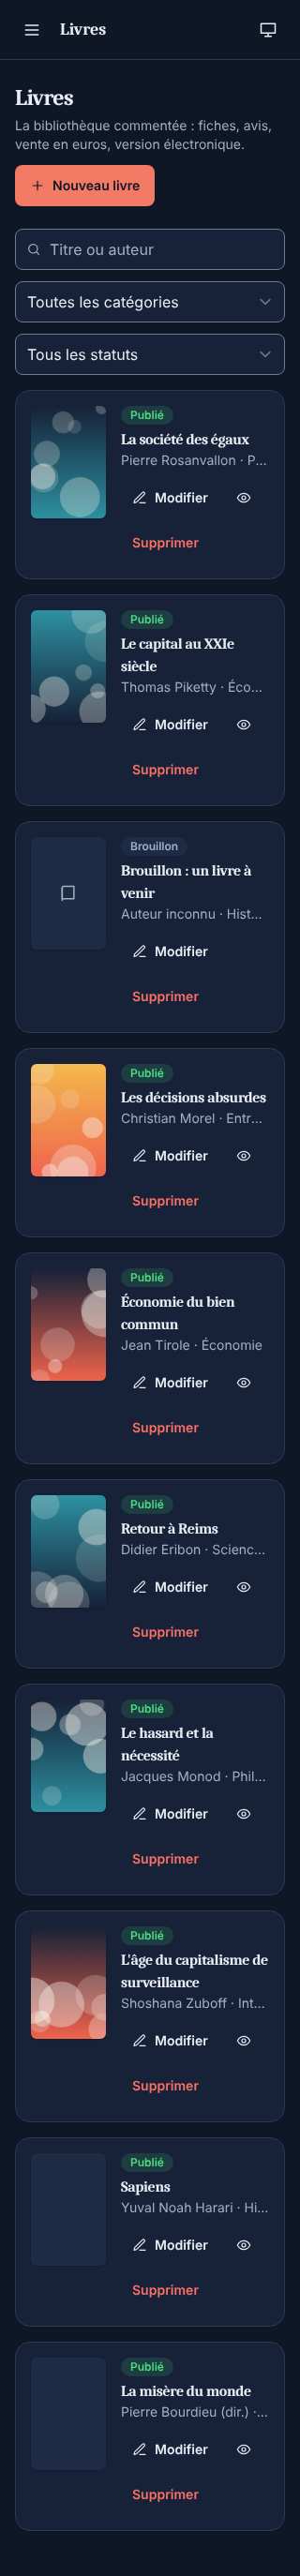 Livres
Livres
La bibliothèque commentée : fiches, avis,
vente en euros, version électronique.
Nouveau livre
Titre ou auteur
Toutes les catégories
Tous les statuts
Publié
La société des égaux
Pierre Rosanvallon · P…
Modifier
Supprimer
Publié
Le capital au XXIe
siècle
Thomas Piketty · Éco…
Modifier
Supprimer
Brouillon
Brouillon : un livre à
venir
Auteur inconnu · Hist…
Modifier
Supprimer
Publié
Les décisions absurdes
Christian Morel · Entr…
Modifier
Supprimer
Publié
Économie du bien
commun
Jean Tirole · Économie
Modifier
Supprimer
Publié
Retour à Reims
Didier Eribon · Scienc…
Modifier
Supprimer
Publié
Le hasard et la
nécessité
Jacques Monod · Phil…
Modifier
Supprimer
Publié
L'âge du capitalisme de
surveillance
Shoshana Zuboff · Int…
Modifier
Supprimer
Publié
Sapiens
Yuval Noah Harari · Hi…
Modifier
Supprimer
Publié
La misère du monde
Pierre Bourdieu (dir.) ·…
Modifier
Supprimer